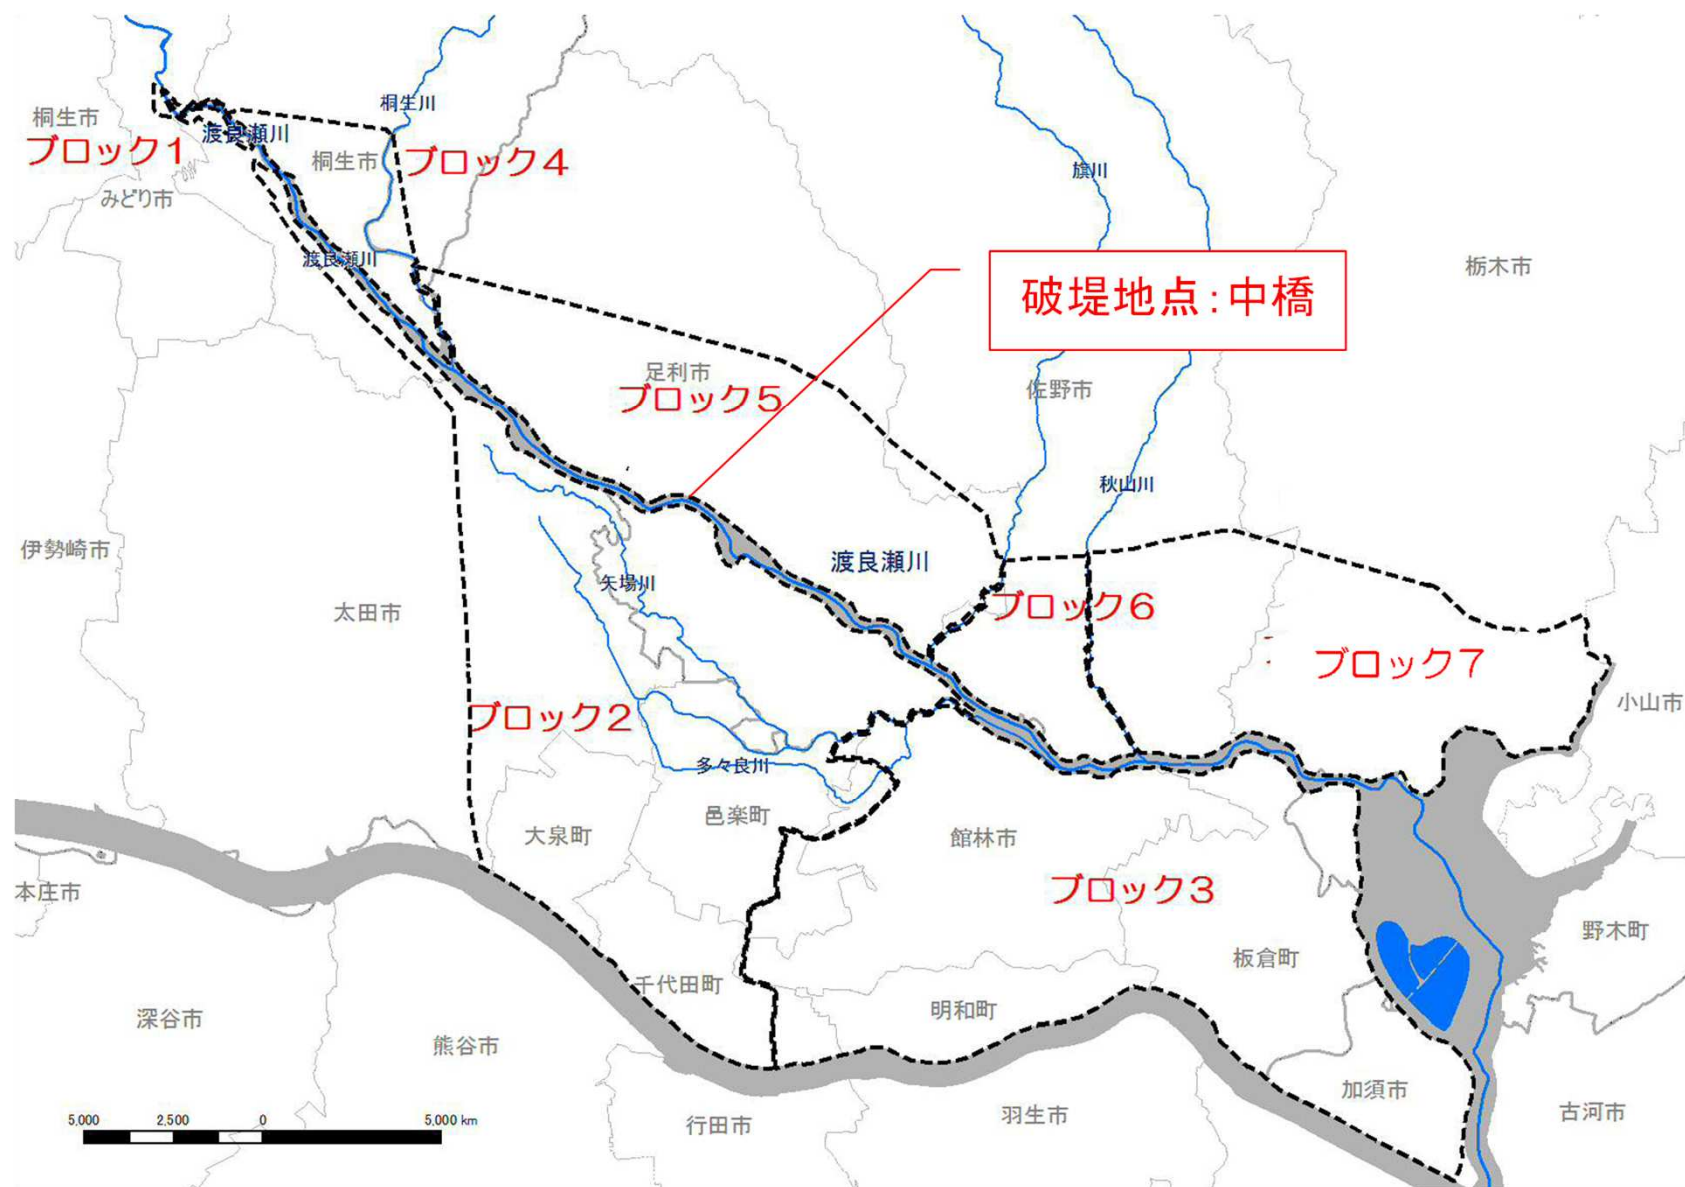 桐生川
桐生市
渡良瀬川
ブロック1
桐生市
ブロック4
旗川
みどり市
渡良瀬川
栃木市
破堤地点:中橋
足利市
ブロック5
佐野市
秋山川
伊勢崎市
渡良瀬川
矢場川
太田市
ブロック6
ブロック7
小山市
ブロック2
多々良川
邑楽町
大泉町
館林市
ブロック3
本庄市
野木町
板倉町
千代田町
明和町
深谷市
熊谷市
加須市
古河市
羽生市
行田市
5,000 2,500 0 5,000 km